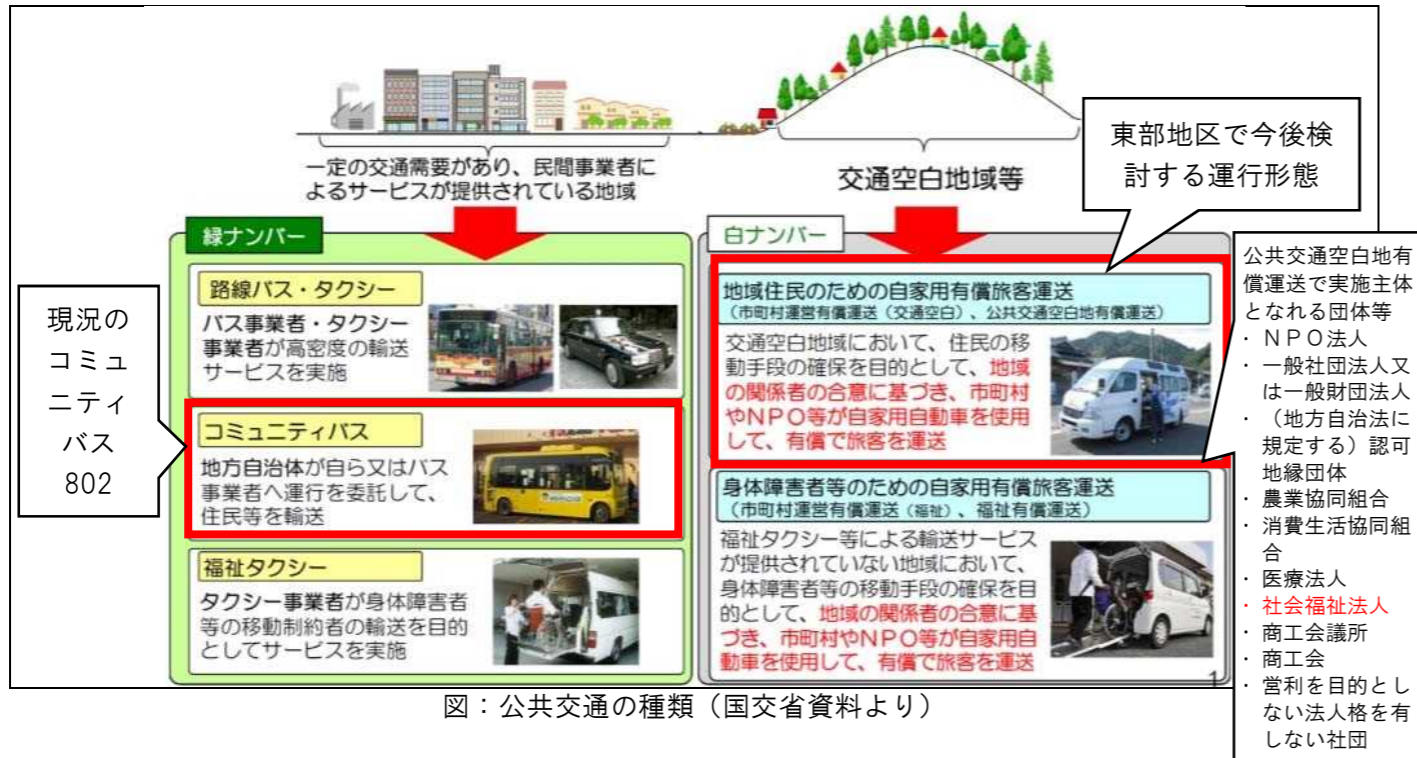 一定の交通需要があり、民間事業者に
よるサービスが提供されている地域
交通空白地域等
東部地区で今後検
討する運行形態
現況の
コミュ
ニティ
バス
802
緑ナンバー
路線バス・タクシー
バス事業者・タクシー
事業者が高密度の輸送
サービスを実施
コミュニティバス
地方自治体が自ら又はバス
事業者へ運行を委託して、
住民等を輸送
福祉タクシー
タクシー事業者が身体障害者
等の移動制約者の輸送を目的
としてサービスを実施
白ナンバー
地域住民のための自家用有償旅客運送
（市町村運営有償運送（交通空白）、公共交通空白地有償運送）
交通空白地域において、住民の移
動手段の確保を目的として、地域
の関係者の合意に基づき、市町村
やNPO等が自家用自動車を使用
して、有償で旅客を運送
身体障害者等のための自家用有償旅客運送
（市町村運営有償運送（福祉）、福祉有償運送）
福祉タクシー等による輸送サービス
が提供されていない地域において、
身体障害者等の移動手段の確保を目
的として、地域の関係者の合意に基
づき、市町村やNPO等が自家用自
動車を使用して、有償で旅客を運送
1
公共交通空白地有
償運送で実施主体
となれる団体等
・ＮＰＯ法人
・一般社団法人又
は一般財団法人
・（地方自治法に
規定する）認可
地縁団体
・農業協同組合
・消費生活協同組
合
・医療法人
・社会福祉法人
・商工会議所
・商工会
・営利を目的とし
ない法人格を有
しない社団
図：公共交通の種類（国交省資料より）